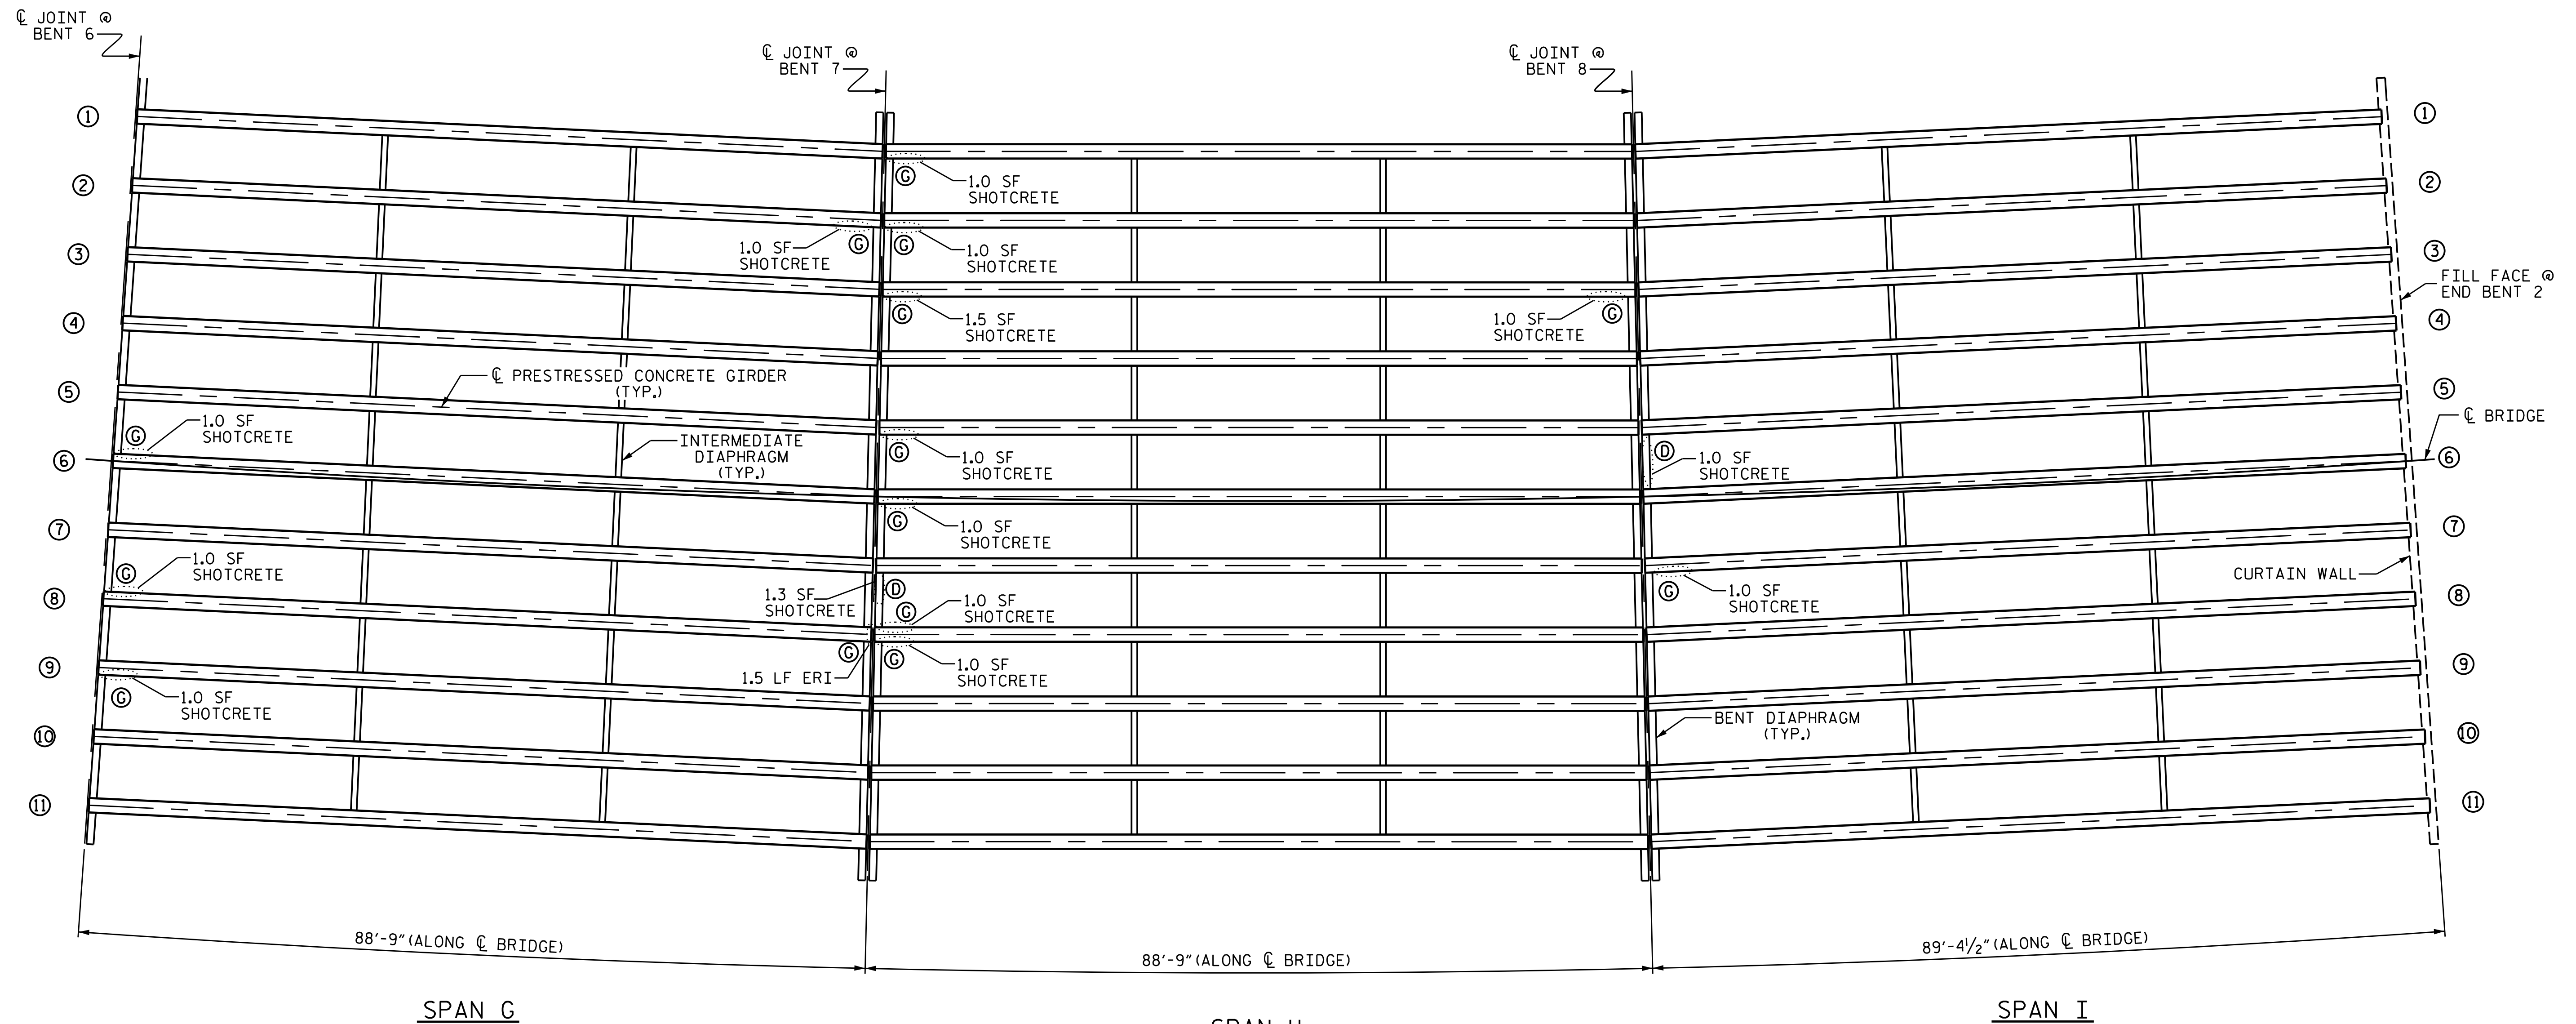 ℄ JOINT @
BENT 6
℄ JOINT @
BENT 7
℄ JOINT @
BENT 8
1
2
3
4
5
6
7
8
9
10
11
1
2
3
4
5
6
7
8
9
10
11
G
1.0 SF
SHOTCRETE
1.0 SF
SHOTCRETE
G
G
1.0 SF
SHOTCRETE
G
1.5 SF
SHOTCRETE
1.0 SF
SHOTCRETE
G
FILL FACE @
END BENT 2
℄ PRESTRESSED CONCRETE GIRDER
(TYP.)
G
1.0 SF
SHOTCRETE
INTERMEDIATE
DIAPHRAGM
(TYP.)
G
1.0 SF
SHOTCRETE
D
1.0 SF
SHOTCRETE
℄ BRIDGE
G
1.0 SF
SHOTCRETE
G
1.0 SF
SHOTCRETE
1.3 SF
SHOTCRETE
D
G
1.0 SF
SHOTCRETE
G
1.0 SF
SHOTCRETE
CURTAIN WALL
G
1.5 LF ERI
G
1.0 SF
SHOTCRETE
G
1.0 SF
SHOTCRETE
BENT DIAPHRAGM
(TYP.)
88'-9" (ALONG ℄ BRIDGE)
88'-9" (ALONG ℄ BRIDGE)
89'-4½" (ALONG ℄ BRIDGE)
SPAN G
SPAN H
SPAN I